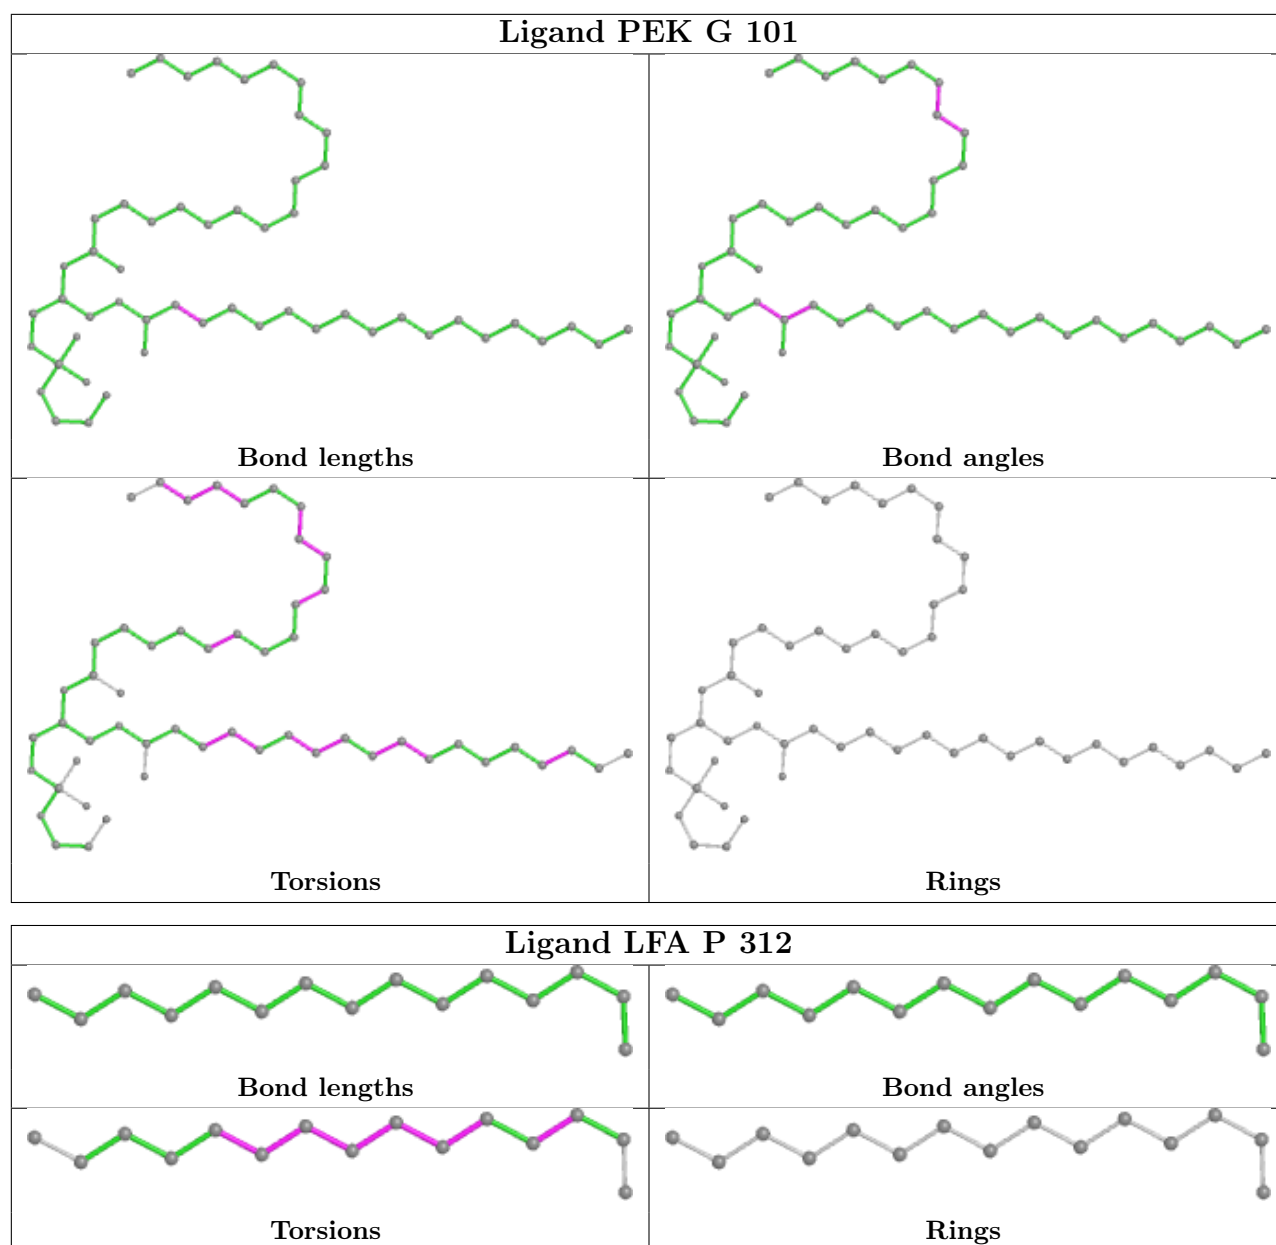 Ligand PEK G 101
Bond lengths
Bond angles
Torsions
Rings
Ligand LFA P 312
Bond lengths
Bond angles
Torsions
Rings